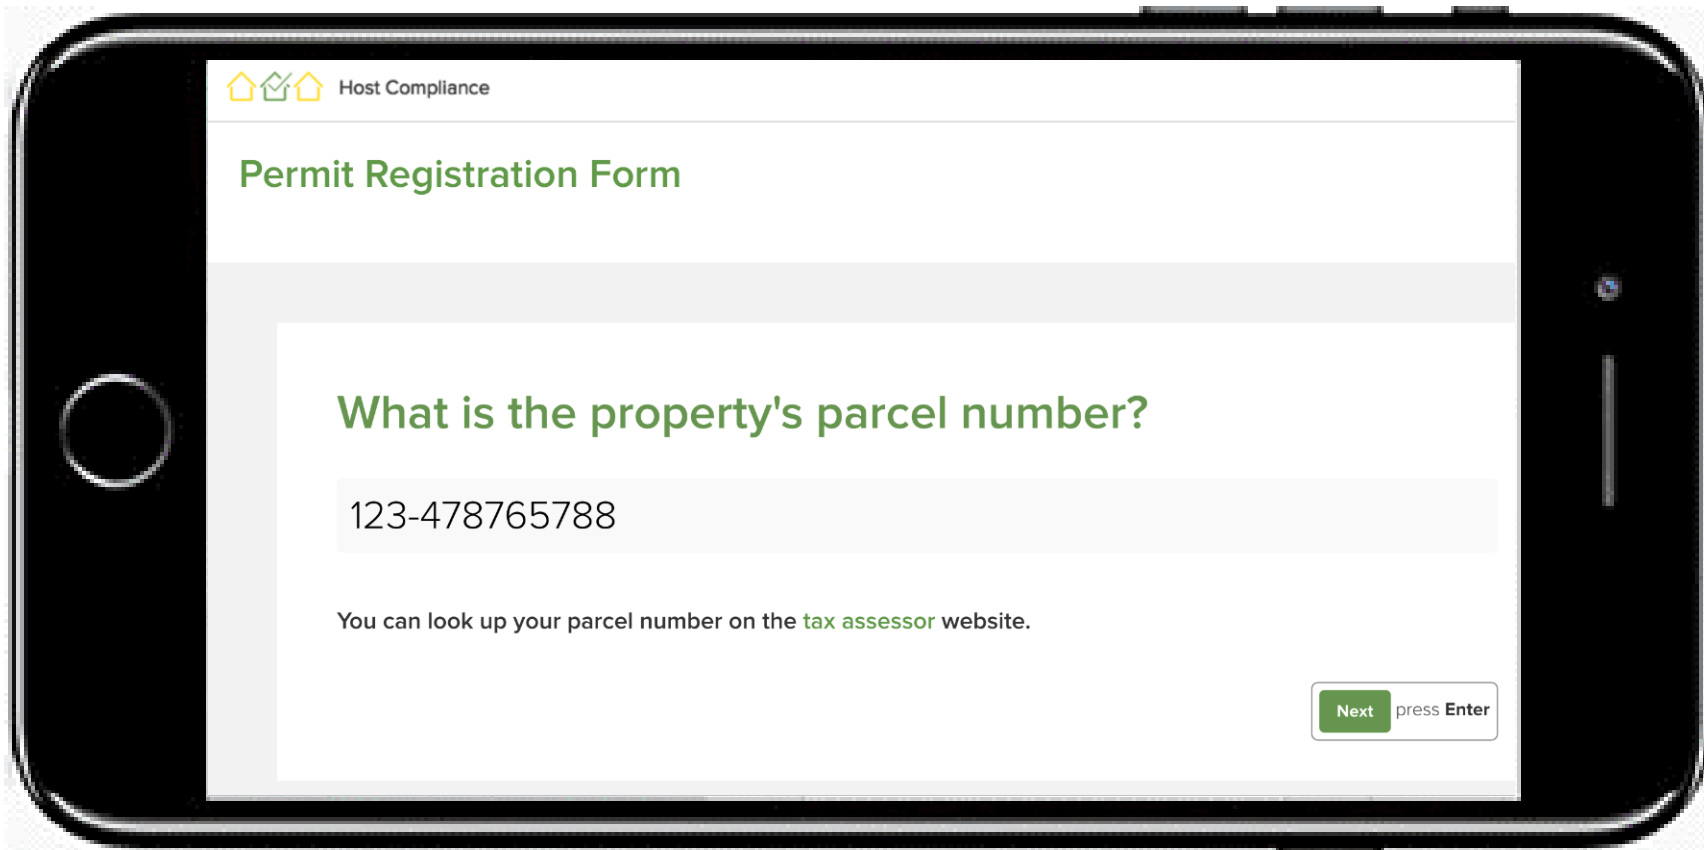 Host Compliance
Permit Registration Form
What is the property's parcel number?
123-478765788
You can look up your parcel number on the tax assessor website.
Next press Enter